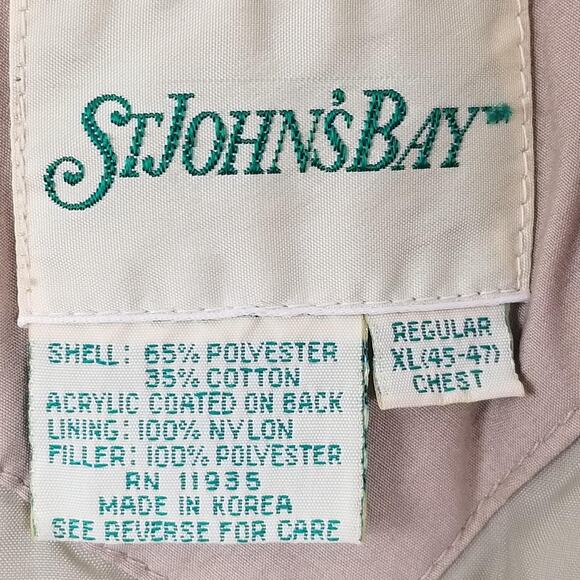 ST.JOHN'S BAY™
SHELL: 65% POLYESTER
35% COTTON
ACRYLIC COATED ON BACK
LINING: 100% NYLON
FILLER: 100% POLYESTER
RN 11935
MADE IN KOREA
SEE REVERSE FOR CARE
REGULAR
XL(45-47)
CHEST